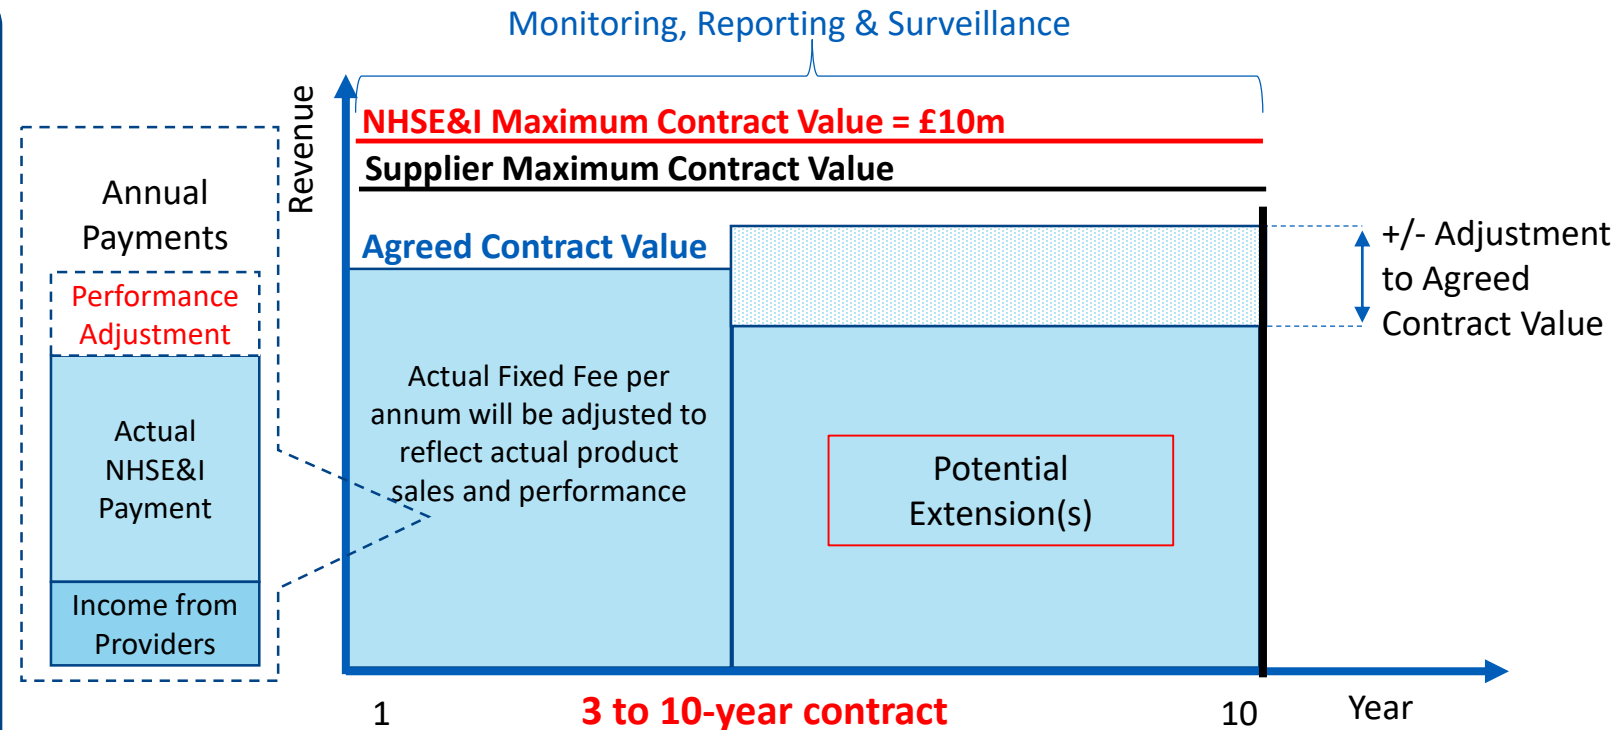 Monitoring, Reporting & Surveillance
Revenue
NHSE&I Maximum Contract Value = £10m
Supplier Maximum Contract Value
Annual
Payments
Performance
Adjustment
Actual
NHSE&I
Payment
Income from
Providers
Agreed Contract Value
Actual Fixed Fee per
annum will be adjusted to
reflect actual product
sales and performance
Potential
Extension(s)
+/- Adjustment
to Agreed
Contract Value
1
3 to 10-year contract
10
Year